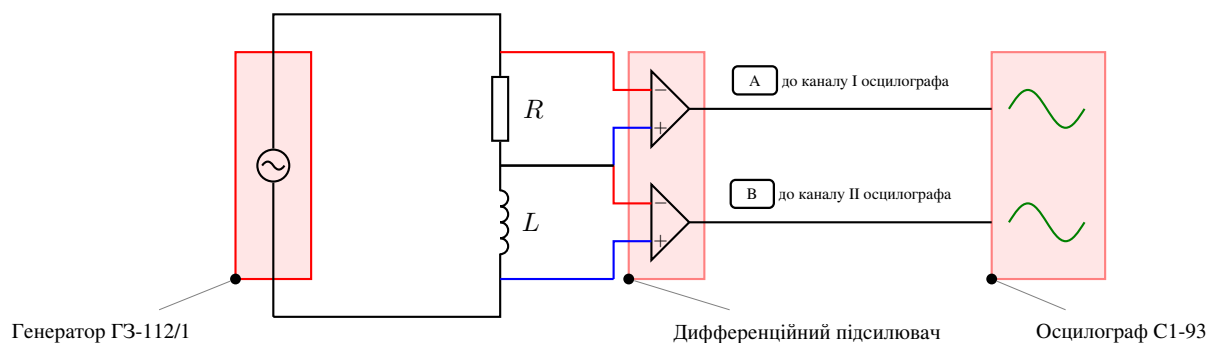 A до каналу I осцилографа
R
B до каналу II осцилографа
L
Генератор ГЗ-112/1
Дифференційний підсилювач
Осцилограф С1-93